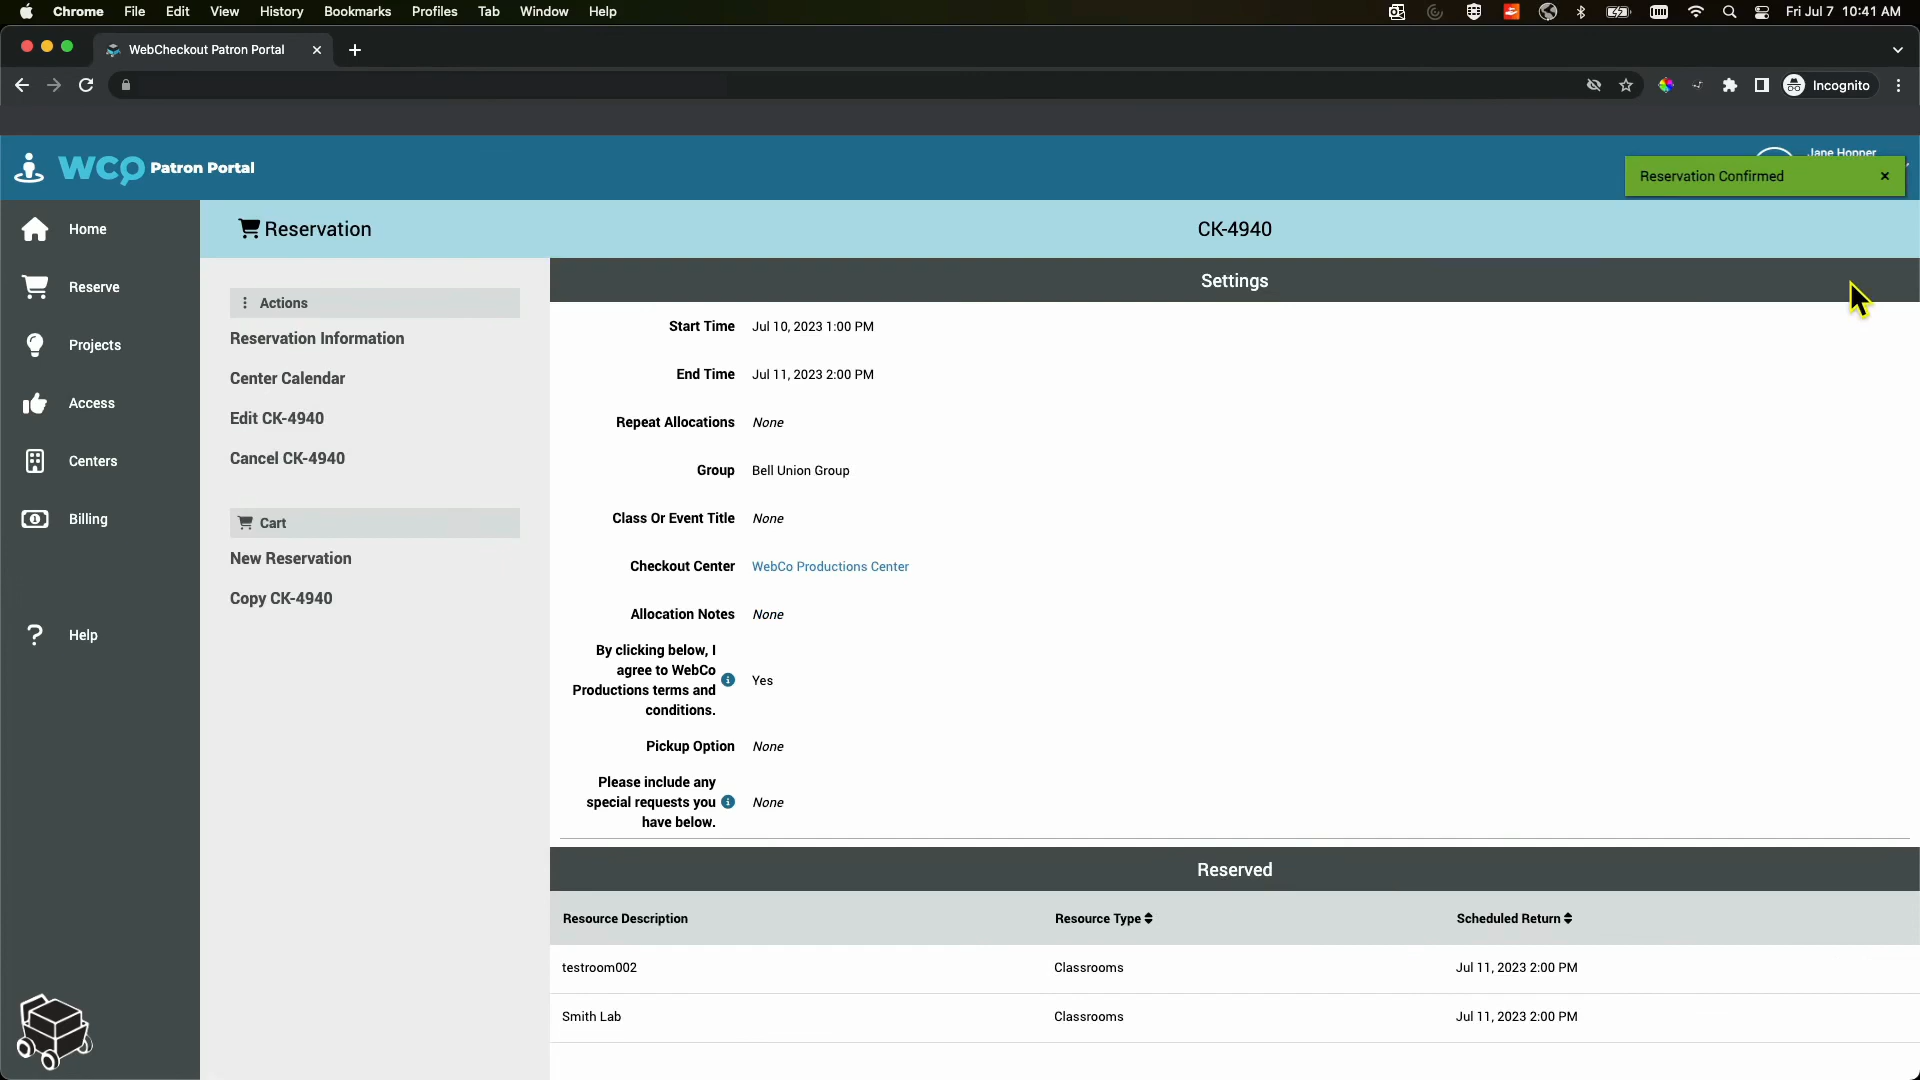 Chrome File Edit View History Bookmarks Profiles Tab Window Help Fri Jul 7 10:41 AM
WebCheckout Patron Portal
Incognito
WCO Patron Portal
Jane Hopper
Reservation Confirmed
Home
Reserve
Projects
Access
Centers
Billing
Help
Reservation CK-4940
Actions
Reservation Information
Center Calendar
Edit CK-4940
Cancel CK-4940
Cart
New Reservation
Copy CK-4940
Settings
Start Time Jul 10, 2023 1:00 PM
End Time Jul 11, 2023 2:00 PM
Repeat Allocations None
Group Bell Union Group
Class Or Event Title None
Checkout Center WebCo Productions Center
Allocation Notes None
By clicking below, I
agree to WebCo
Productions terms and
conditions.
Yes
Pickup Option None
Please include any
special requests you
have below.
None
Reserved
Resource Description Resource Type Scheduled Return
testroom002 Classrooms Jul 11, 2023 2:00 PM
Smith Lab Classrooms Jul 11, 2023 2:00 PM